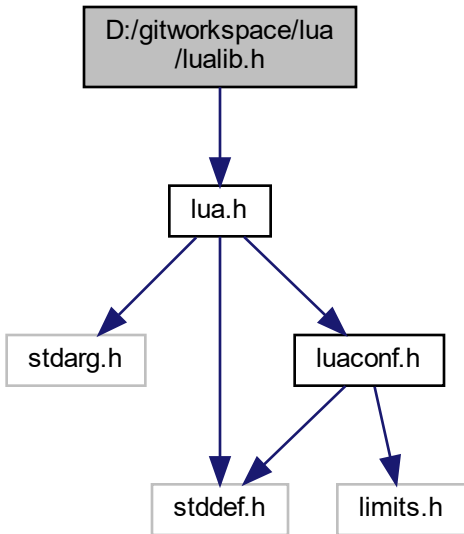 D:/gitworkspace/lua
/lualib.h
lua.h
stdarg.h
luaconf.h
stddef.h
limits.h